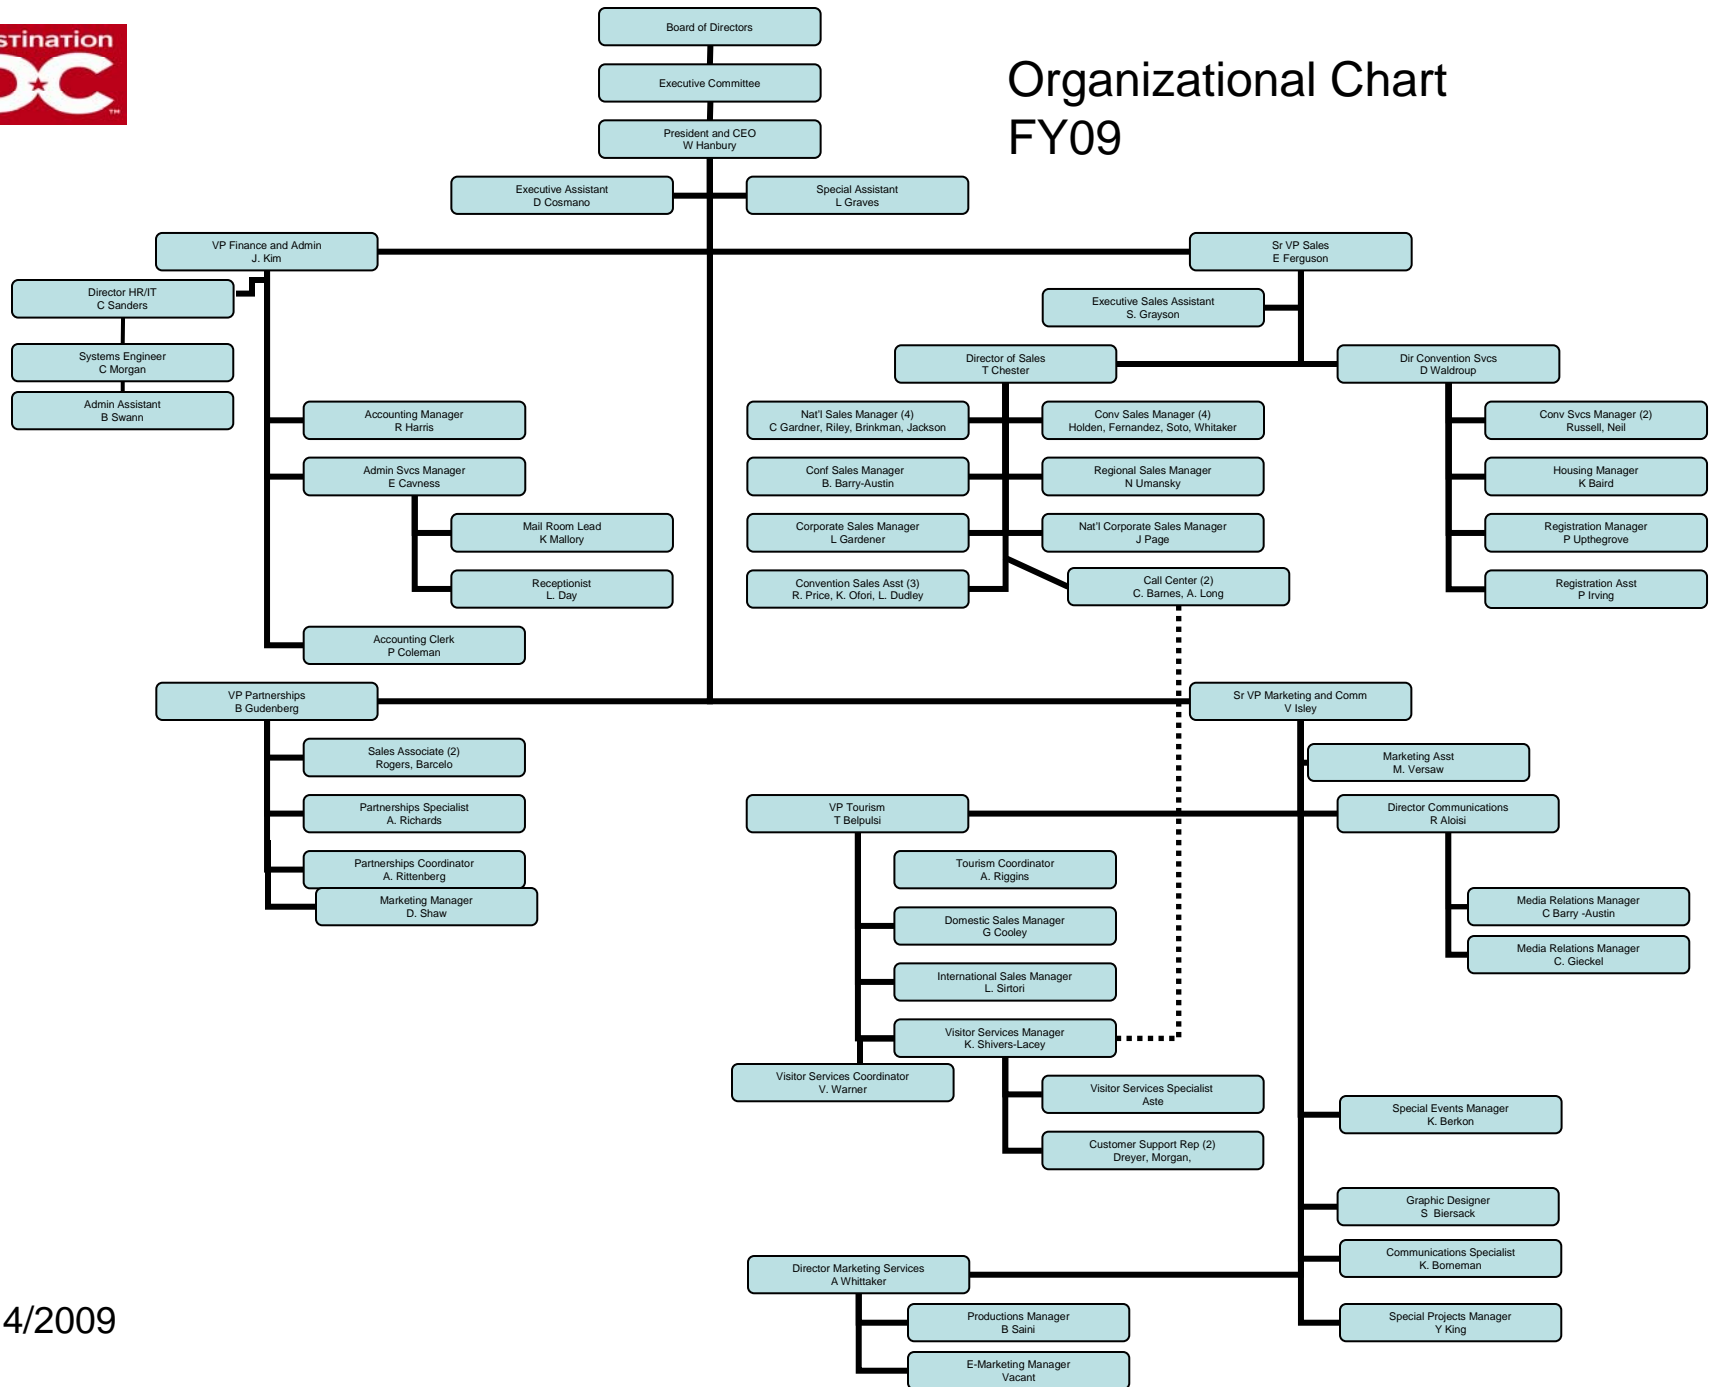 stination
DC
TM
Organizational Chart
FY09
Board of Directors
Executive Committee
President and CEO
W Hanbury
Executive Assistant
D Cosmano
Special Assistant
L Graves
VP Finance and Admin
J. Kim
Sr VP Sales
E Ferguson
Director HR/IT
C Sanders
Executive Sales Assistant
S. Grayson
Systems Engineer
C Morgan
Admin Assistant
B Swann
Accounting Manager
R Harris
Admin Svcs Manager
E Cavness
Mail Room Lead
K Mallory
Receptionist
L. Day
Accounting Clerk
P Coleman
Director of Sales
T Chester
Dir Convention Svcs
D Waldroup
Nat'l Sales Manager (4)
C Gardner, Riley, Brinkman, Jackson
Conv Sales Manager (4)
Holden, Fernandez, Soto, Whitaker
Conf Sales Manager
B. Barry-Austin
Regional Sales Manager
N Umansky
Corporate Sales Manager
L Gardener
Nat'l Corporate Sales Manager
J Page
Convention Sales Asst (3)
R. Price, K. Ofori, L. Dudley
Call Center (2)
C. Barnes, A. Long
Conv Svcs Manager (2)
Russell, Neil
Housing Manager
K Baird
Registration Manager
P Upthegrove
Registration Asst
P Irving
VP Partnerships
B Gudenberg
Sr VP Marketing and Comm
V Isley
Sales Associate (2)
Rogers, Barcelo
Partnerships Specialist
A. Richards
Partnerships Coordinator
A. Rittenberg
Marketing Manager
D. Shaw
Marketing Asst
M. Versaw
VP Tourism
T Belpulsi
Director Communications
R Aloisi
Tourism Coordinator
A. Riggins
Domestic Sales Manager
G Cooley
International Sales Manager
L. Sirtori
Visitor Services Manager
K. Shivers-Lacey
Visitor Services Coordinator
V. Warner
Visitor Services Specialist
Aste
Customer Support Rep (2)
Dreyer, Morgan,
Media Relations Manager
C Barry -Austin
Media Relations Manager
C. Gieckel
Special Events Manager
K. Berkon
Graphic Designer
S  Biersack
Communications Specialist
K. Borneman
Special Projects Manager
Y King
Director Marketing Services
A Whittaker
Productions Manager
B Saini
E-Marketing Manager
Vacant
4/2009